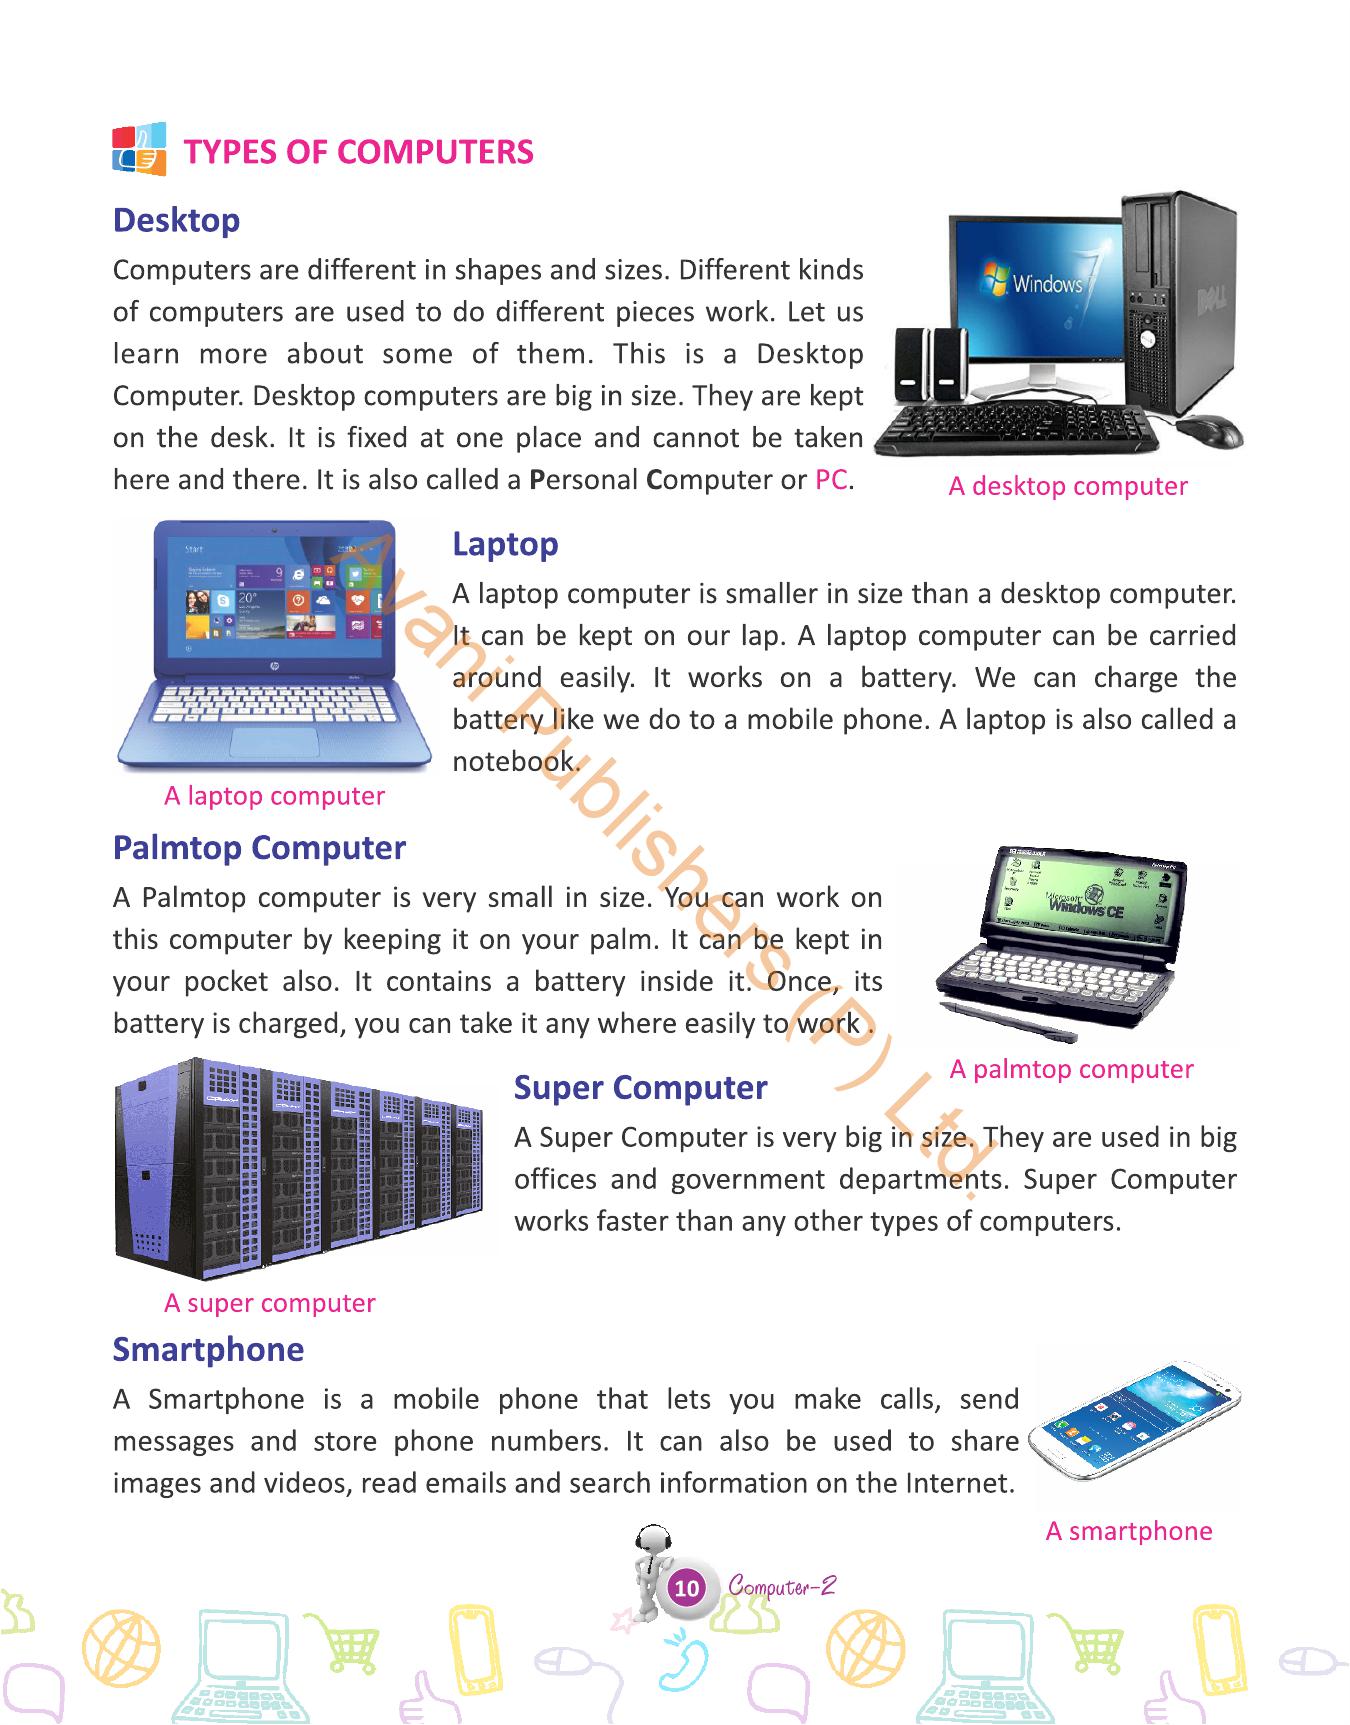 TYPES OF COMPUTERS
Desktop
Computers are different in shapes and sizes. Different kinds
of computers are used to do different pieces work. Let us
learn more about some of them. This is a Desktop
Computer. Desktop computers are big in size. They are kept
on the desk. It is fixed at one place and cannot be taken
here and there. It is also called a Personal Computer or PC.
Windows 7
DELL
A desktop computer
Start
hp
A laptop computer
Laptop
A laptop computer is smaller in size than a desktop computer.
It can be kept on our lap. A laptop computer can be carried
around easily. It works on a battery. We can charge the
battery like we do to a mobile phone. A laptop is also called a
notebook.
Palmtop Computer
A Palmtop computer is very small in size. You can work on
this computer by keeping it on your palm. It can be kept in
your pocket also. It contains a battery inside it. Once, its
battery is charged, you can take it any where easily to work .
Microsoft
Windows CE
A palmtop computer
Super Computer
A Super Computer is very big in size. They are used in big
offices and government departments. Super Computer
works faster than any other types of computers.
A super computer
Smartphone
A Smartphone is a mobile phone that lets you make calls, send
messages and store phone numbers. It can also be used to share
images and videos, read emails and search information on the Internet.
A smartphone
10 Computer-2
Avani Publishers (P) Ltd.